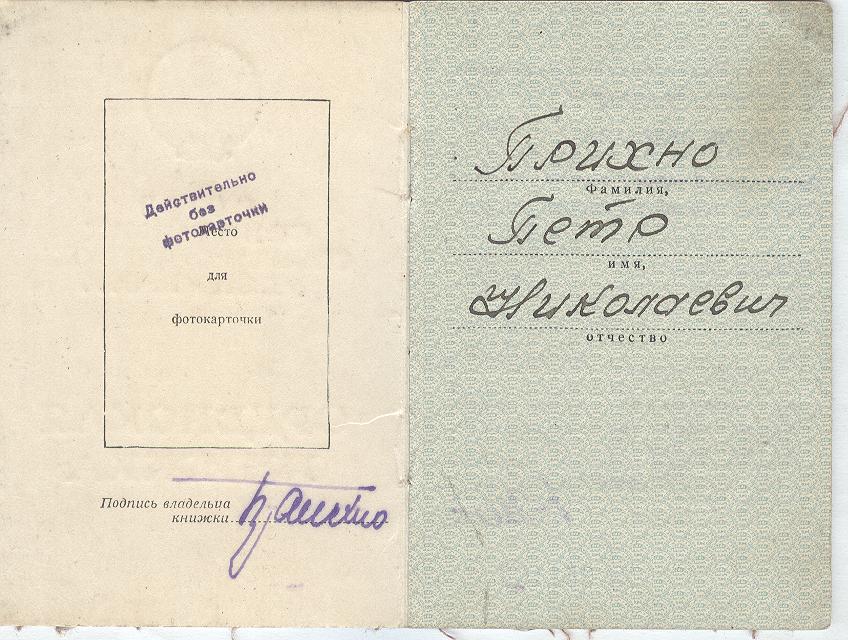 Действительно
без
фотокарточки
Место
для
фотокарточки
Подпись владельца
книжки
Прихно
фамилия,
Петр
имя,
Николаевич
отчество